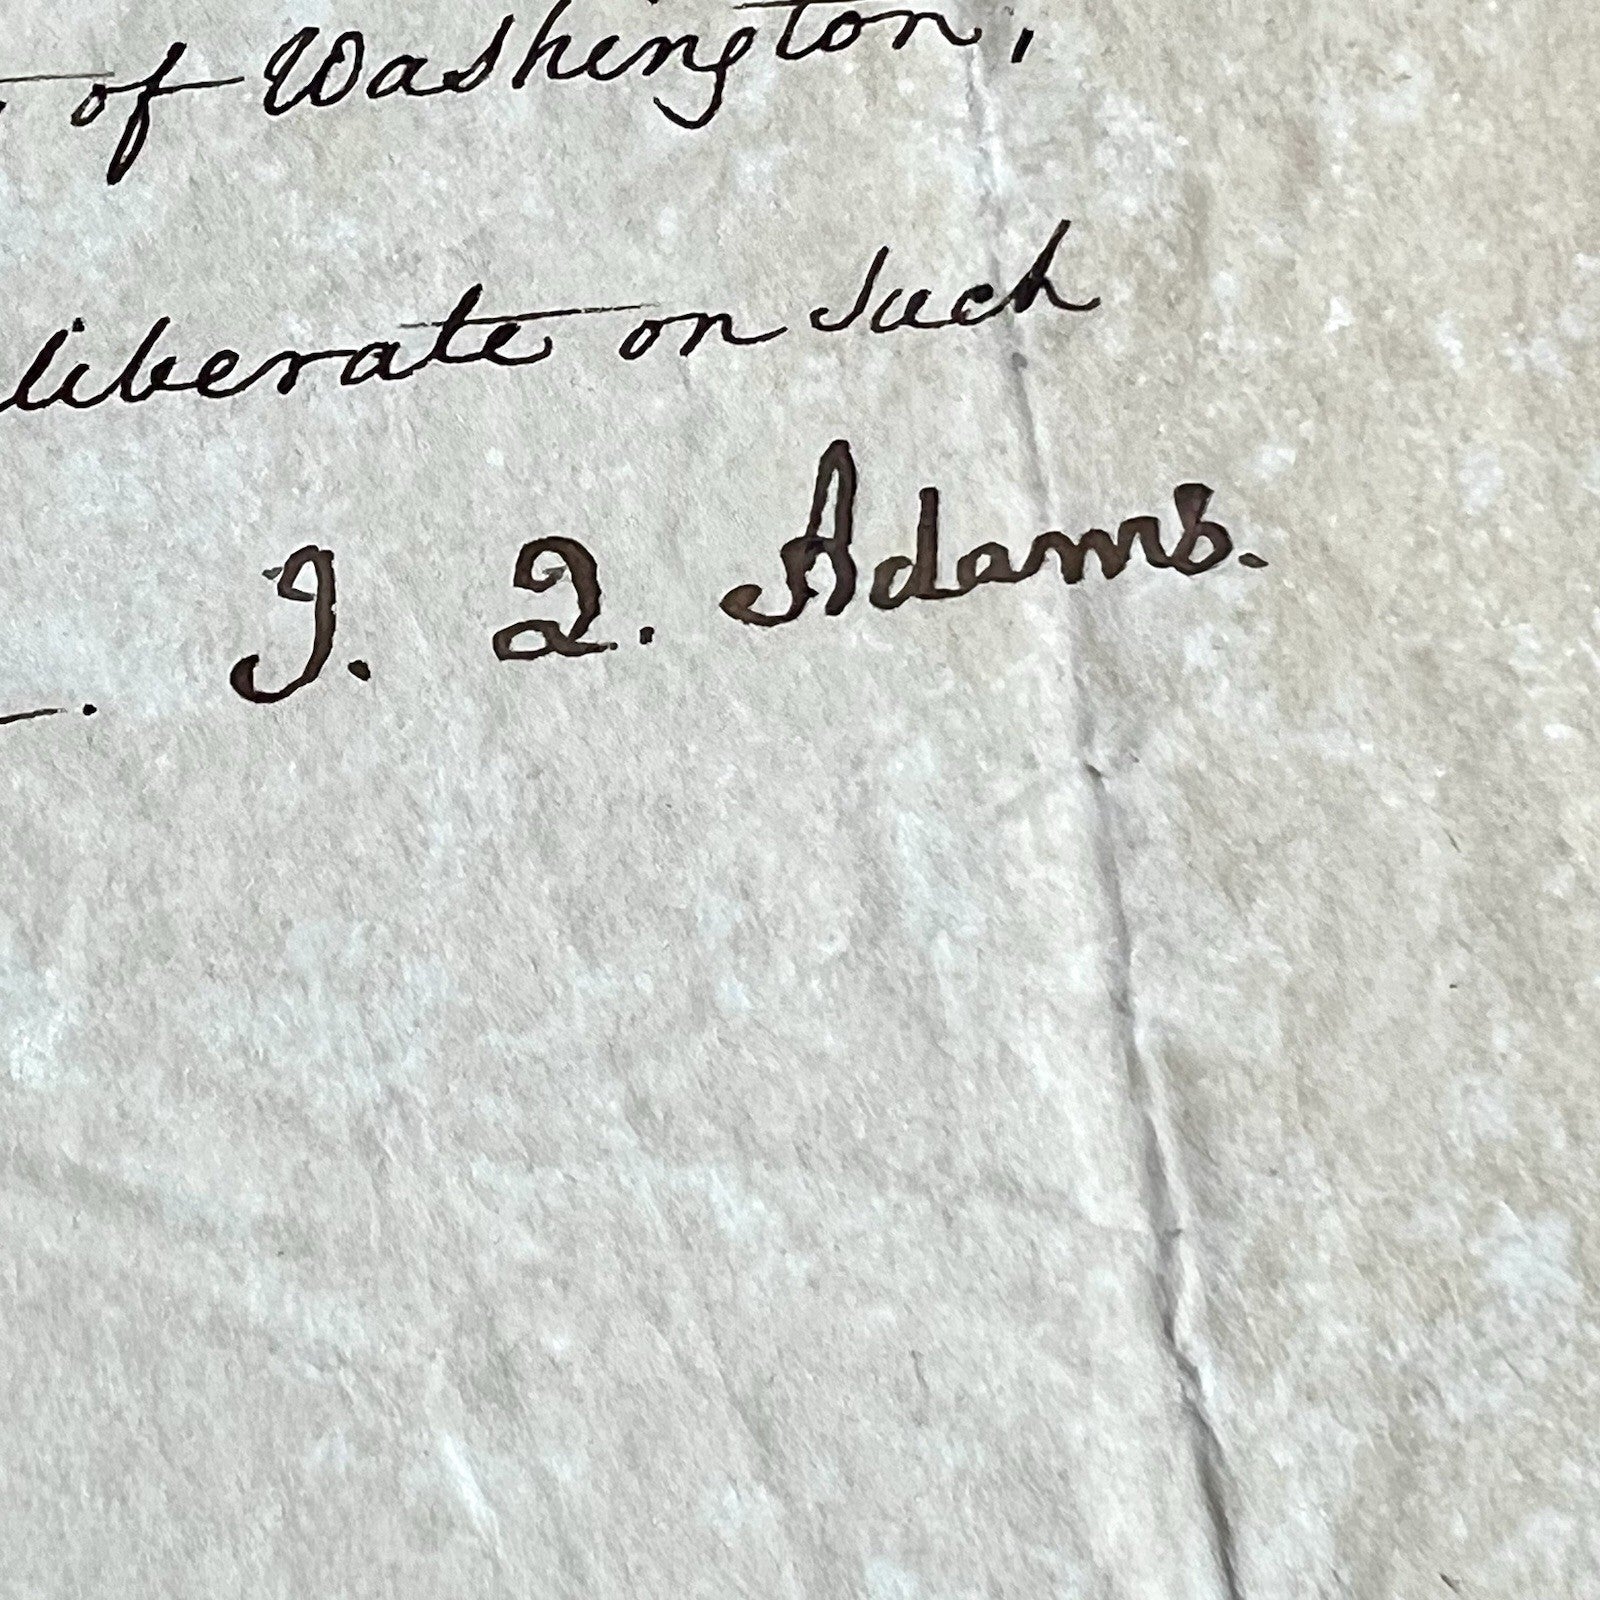 of Washington,
liberate on such
J. Q. Adams.